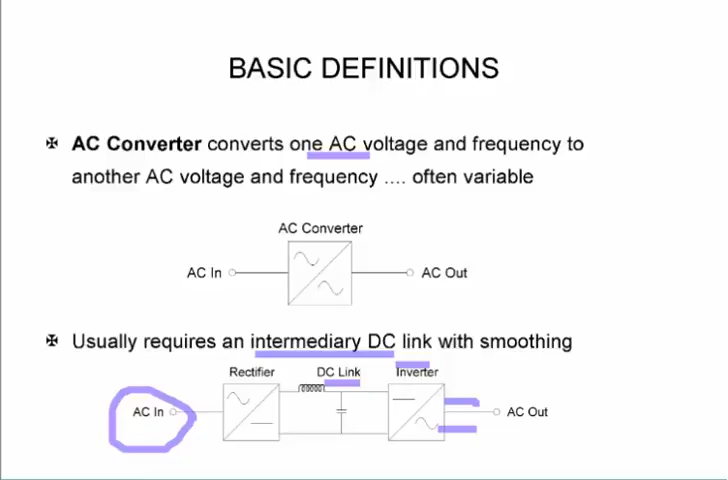 BASIC DEFINITIONS
✠ AC Converter converts one AC voltage and frequency to
another AC voltage and frequency .... often variable
AC Converter
AC In
AC Out
✠ Usually requires an intermediary DC link with smoothing
Rectifier
DC Link
Inverter
AC In
AC Out